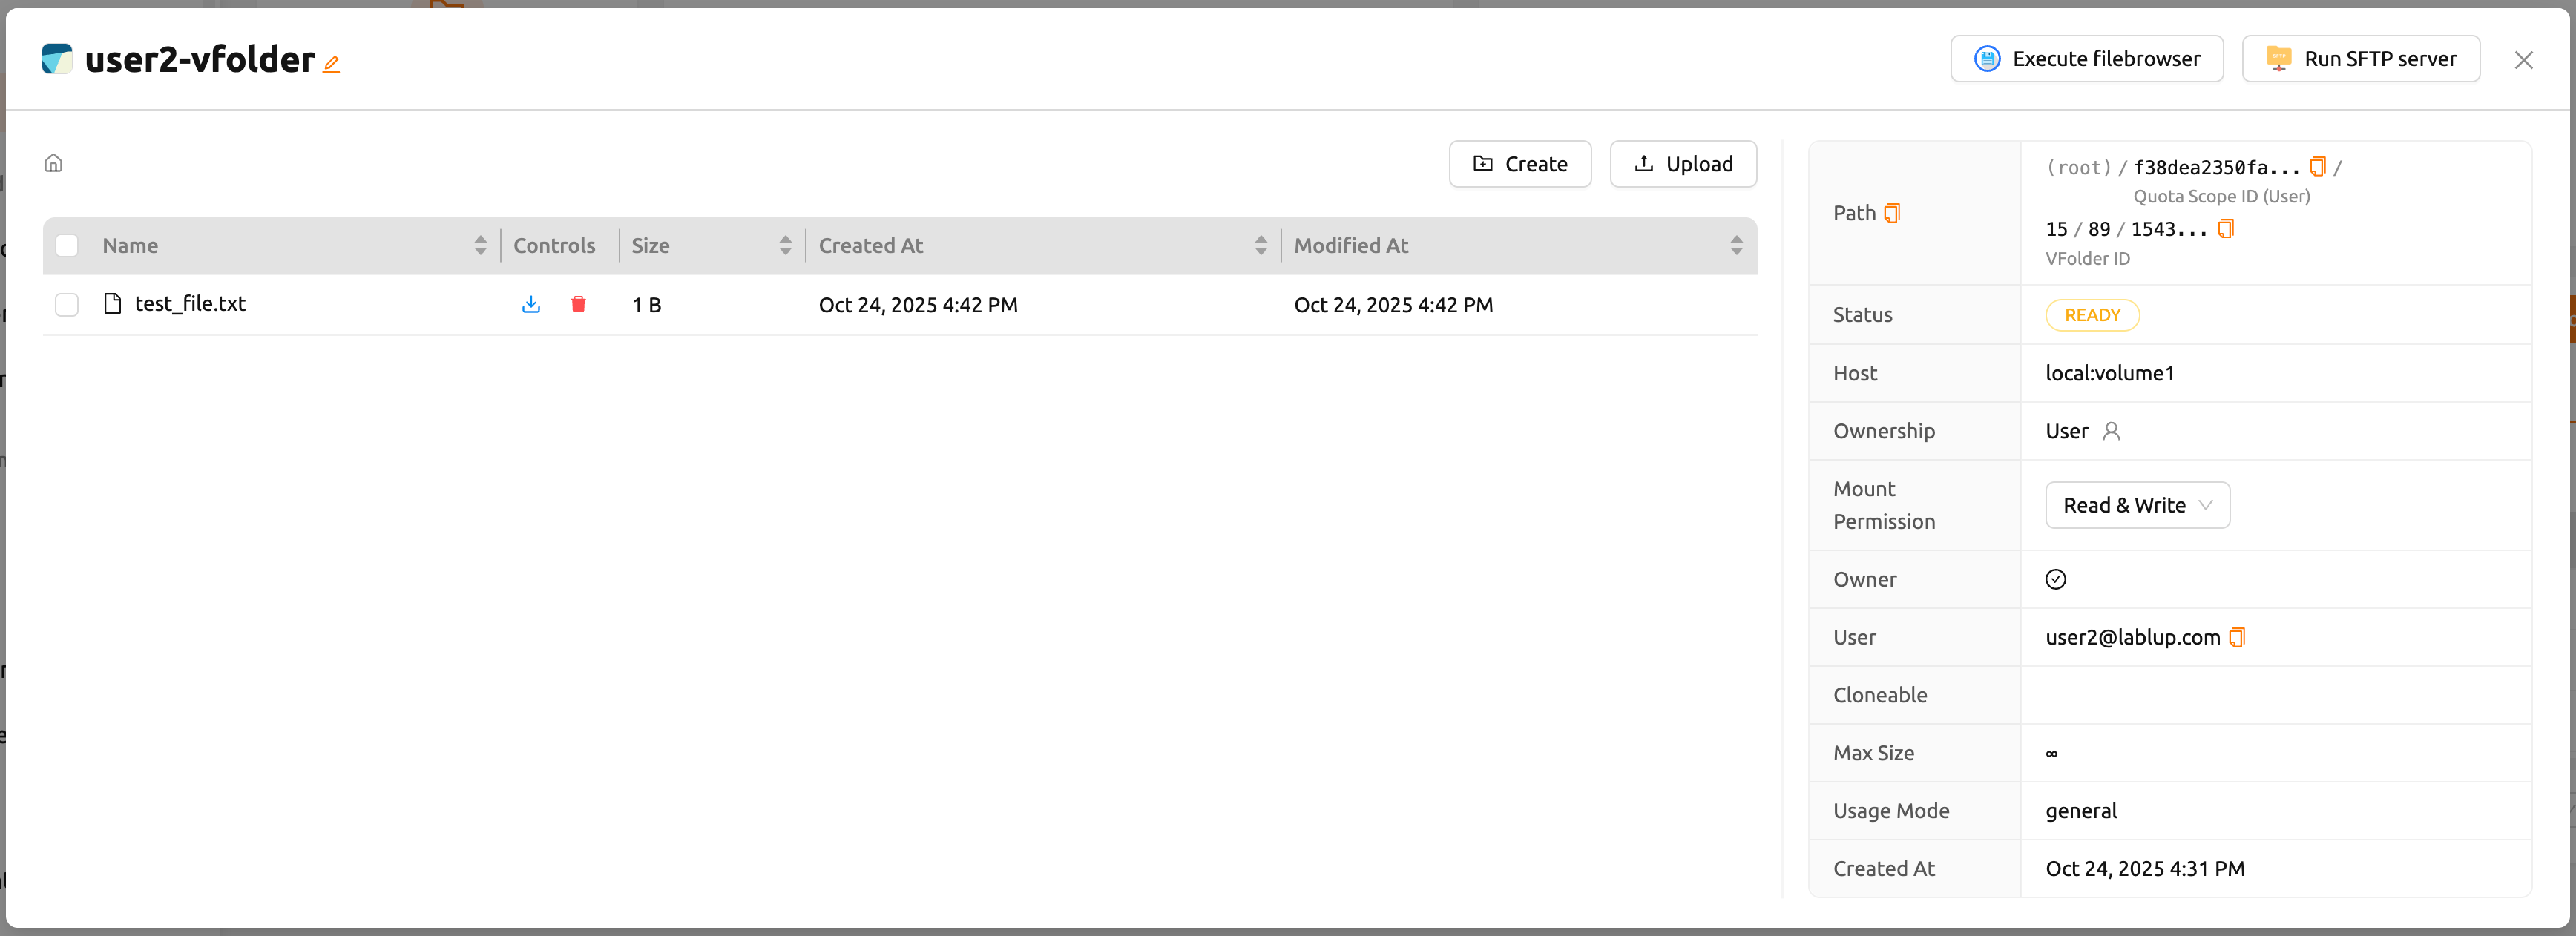 user2-vfolder
Execute filebrowser
Run SFTP server
Create
Upload
Name Controls Size Created At Modified At
test_file.txt 1 B Oct 24, 2025 4:42 PM Oct 24, 2025 4:42 PM
Path
(root) / f38dea2350fa... /
Quota Scope ID (User)
15 / 89 / 1543...
VFolder ID
Status READY
Host local:volume1
Ownership User
Mount
Permission
Read & Write
Owner
User user2@lablup.com
Cloneable
Max Size ∞
Usage Mode general
Created At Oct 24, 2025 4:31 PM